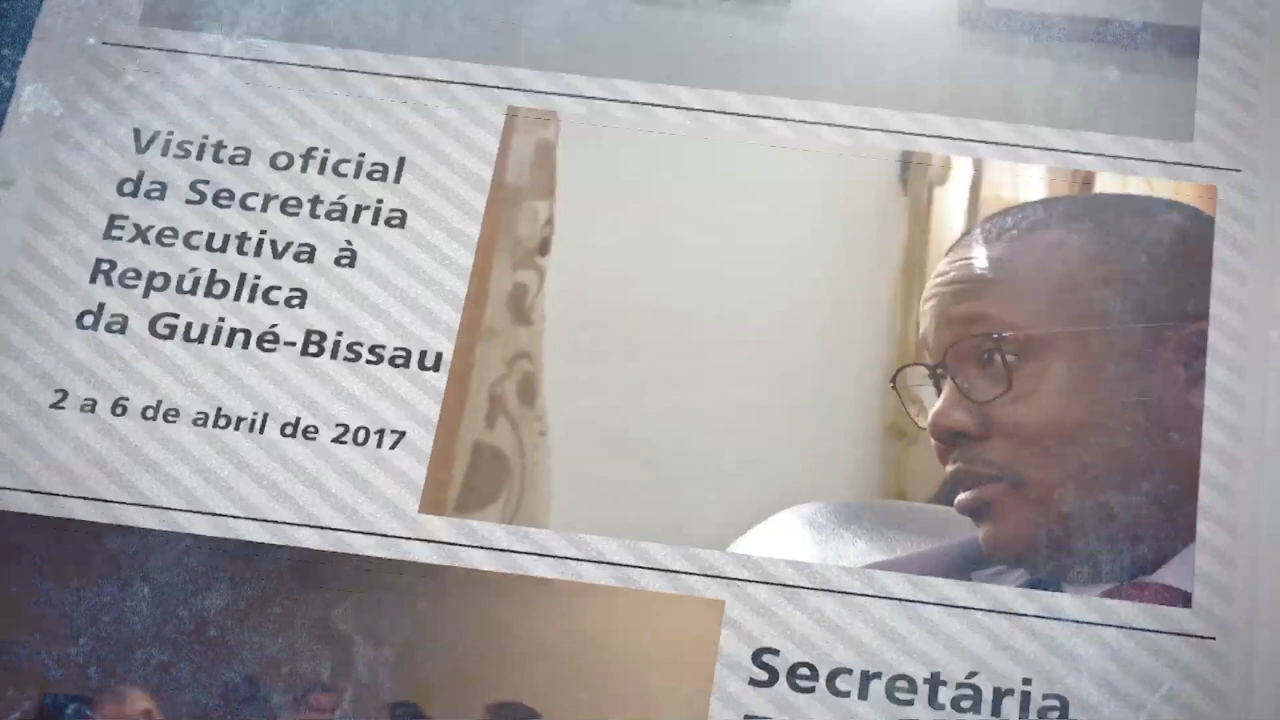 Visita oficial
da Secretária
Executiva à
República
da Guiné-Bissau
2 a 6 de abril de 2017
Secretária